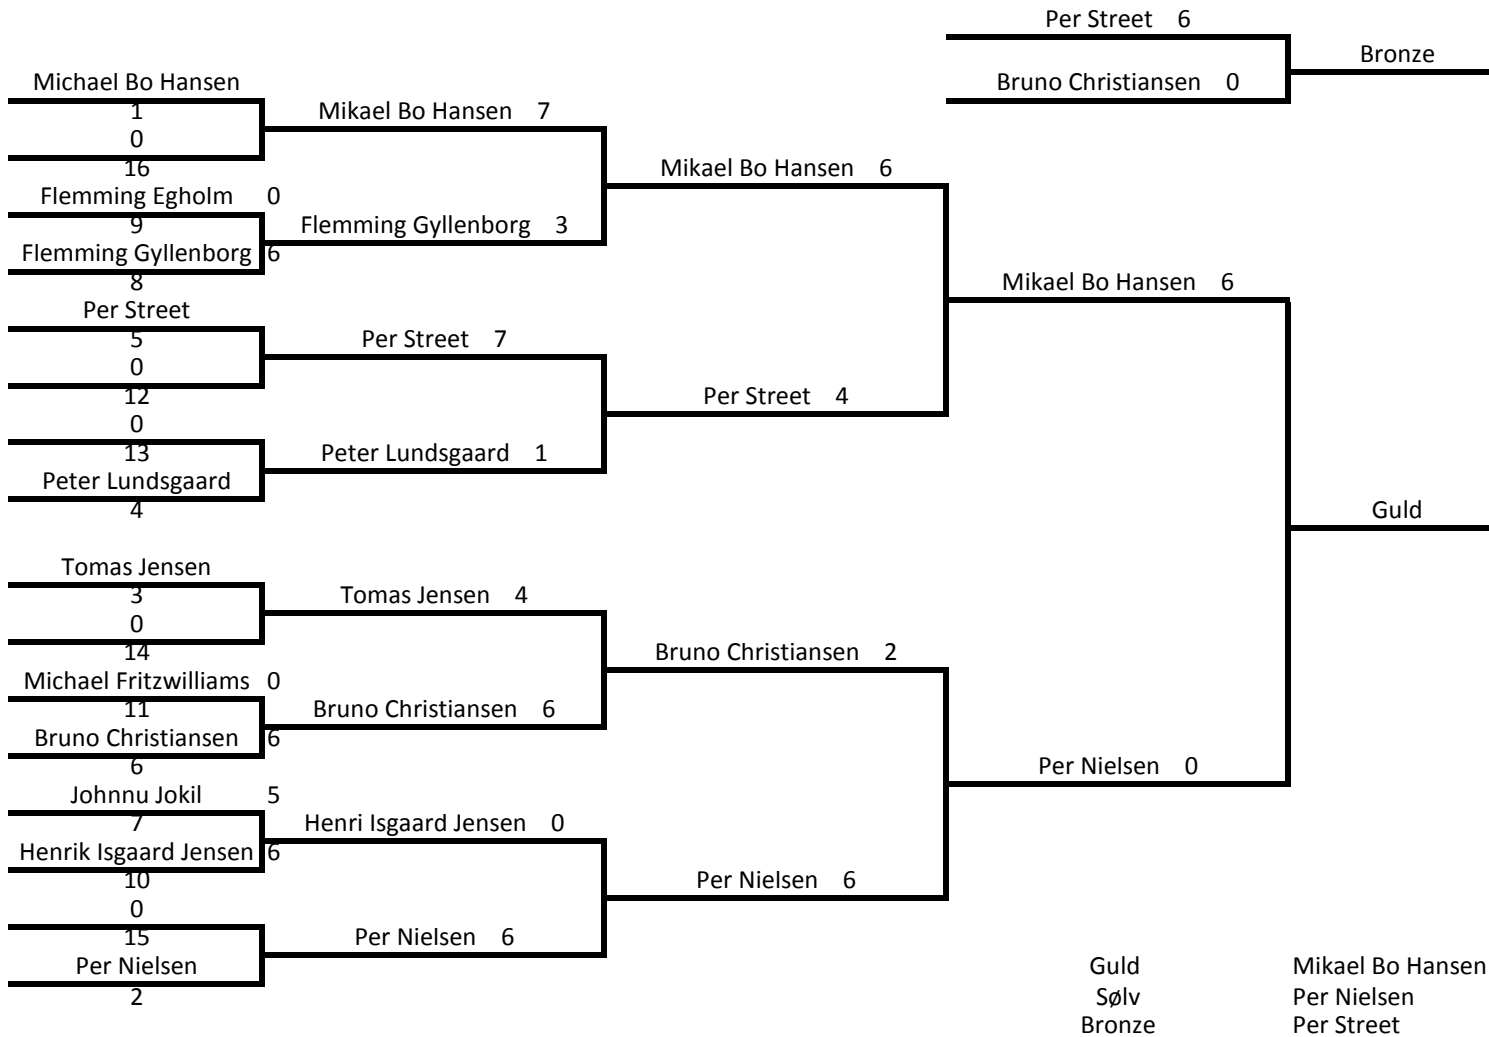 Per Street 6
Bronze
Bruno Christiansen 0
Michael Bo Hansen
1
0
16
Mikael Bo Hansen 7
Flemming Egholm 0
9
Flemming Gyllenborg 6
8
Flemming Gyllenborg 3
Mikael Bo Hansen 6
Per Street
5
0
12
Per Street 7
0
13
Peter Lundsgaard
4
Peter Lundsgaard 1
Per Street 4
Mikael Bo Hansen 6
Guld
Tomas Jensen
3
0
14
Tomas Jensen 4
Michael Fritzwilliams 0
11
Bruno Christiansen 6
6
Bruno Christiansen 6
Bruno Christiansen 2
Johnnu Jokil 5
7
Henrik Isgaard Jensen 6
10
Henri Isgaard Jensen 0
0
15
Per Nielsen
2
Per Nielsen 6
Per Nielsen 6
Per Nielsen 0
Guld Mikael Bo Hansen
Sølv Per Nielsen
Bronze Per Street